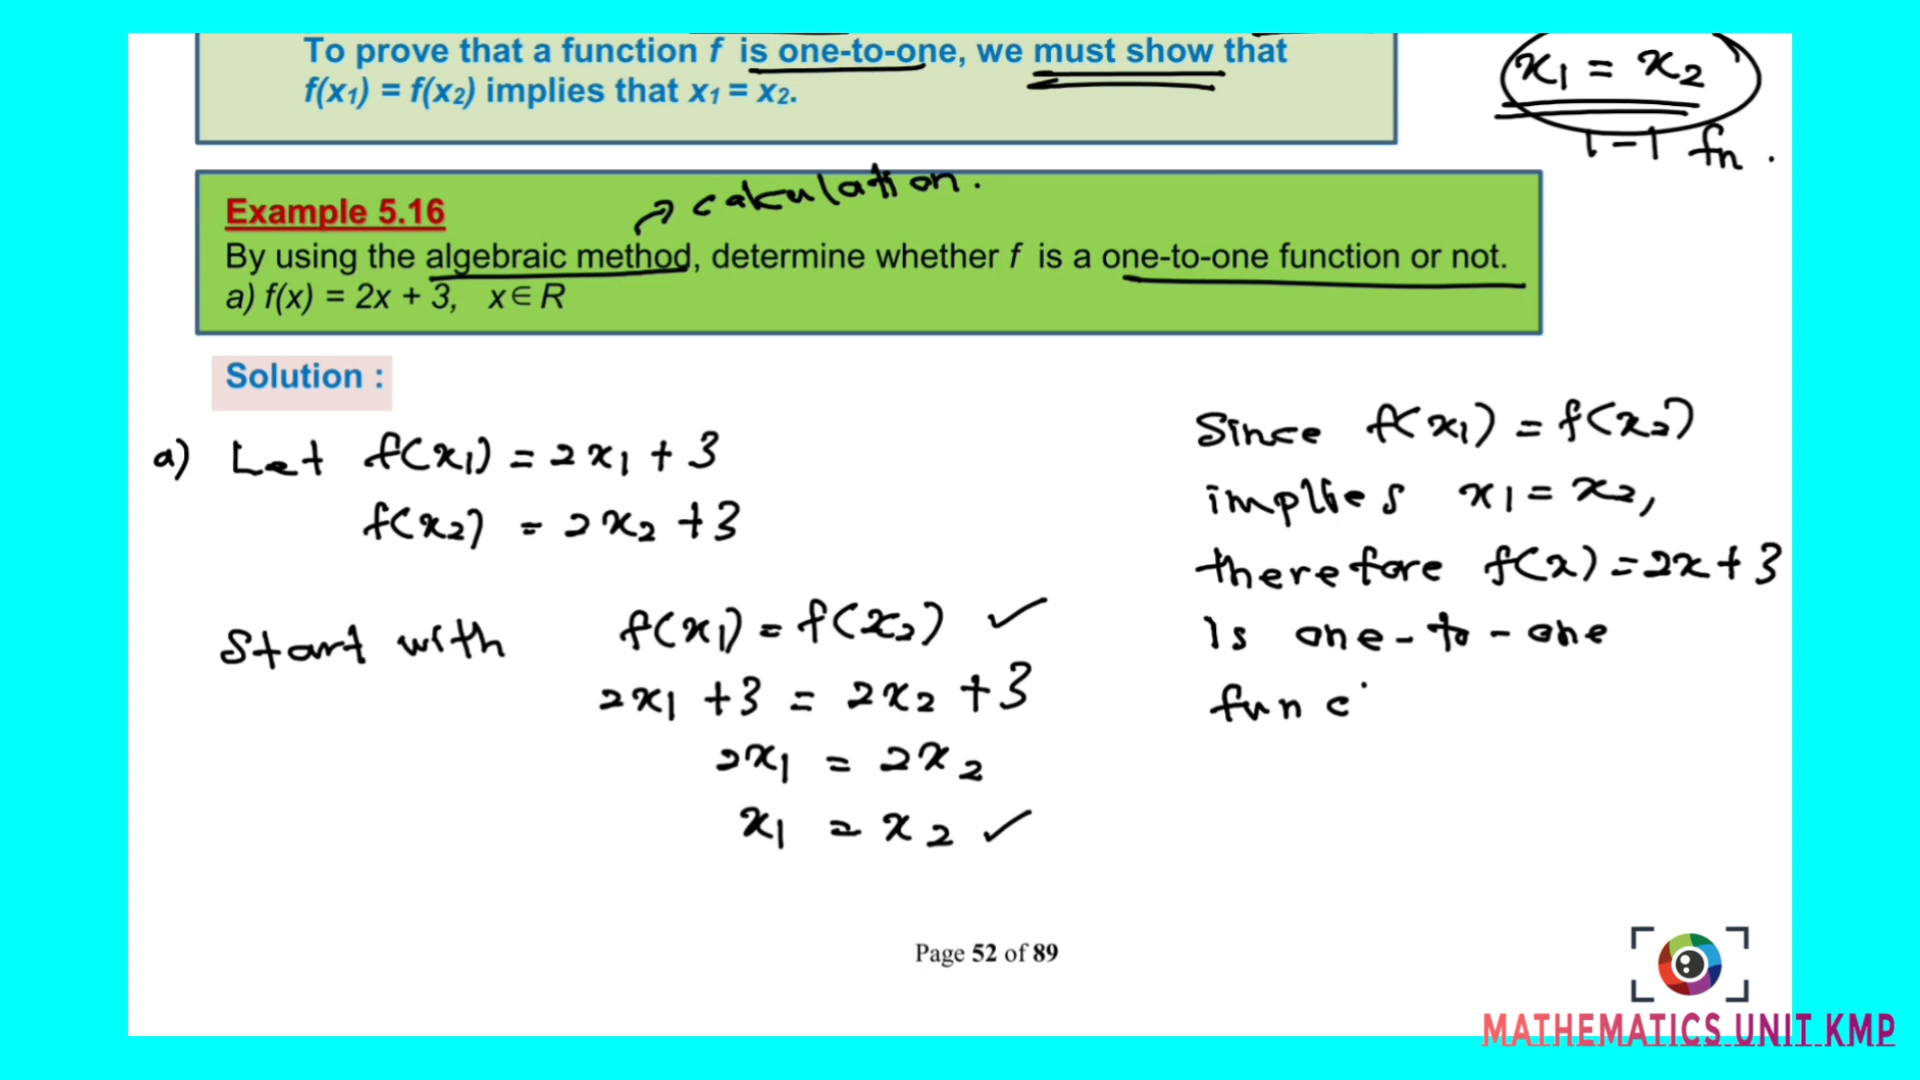 To prove that a function f is one-to-one, we must show that
f(x₁) = f(x₂) implies that x₁ = x₂.
x₁ = x₂
1-1 fn.
→ calculation.
Example 5.16
By using the algebraic method, determine whether f is a one-to-one function or not.
a) f(x) = 2x + 3, x∈R
Solution :
a) Let f(x₁) = 2x₁ + 3
f(x₂) = 2x₂ + 3
Start with f(x₁) = f(x₂) ✓
2x₁ + 3 = 2x₂ + 3
2x₁ = 2x₂
x₁ = x₂ ✓
Since f(x₁) = f(x₂)
implies x₁ = x₂,
therefore f(x) = 2x + 3
is one-to-one
func
Page 52 of 89
MATHEMATICS UNIT KMP